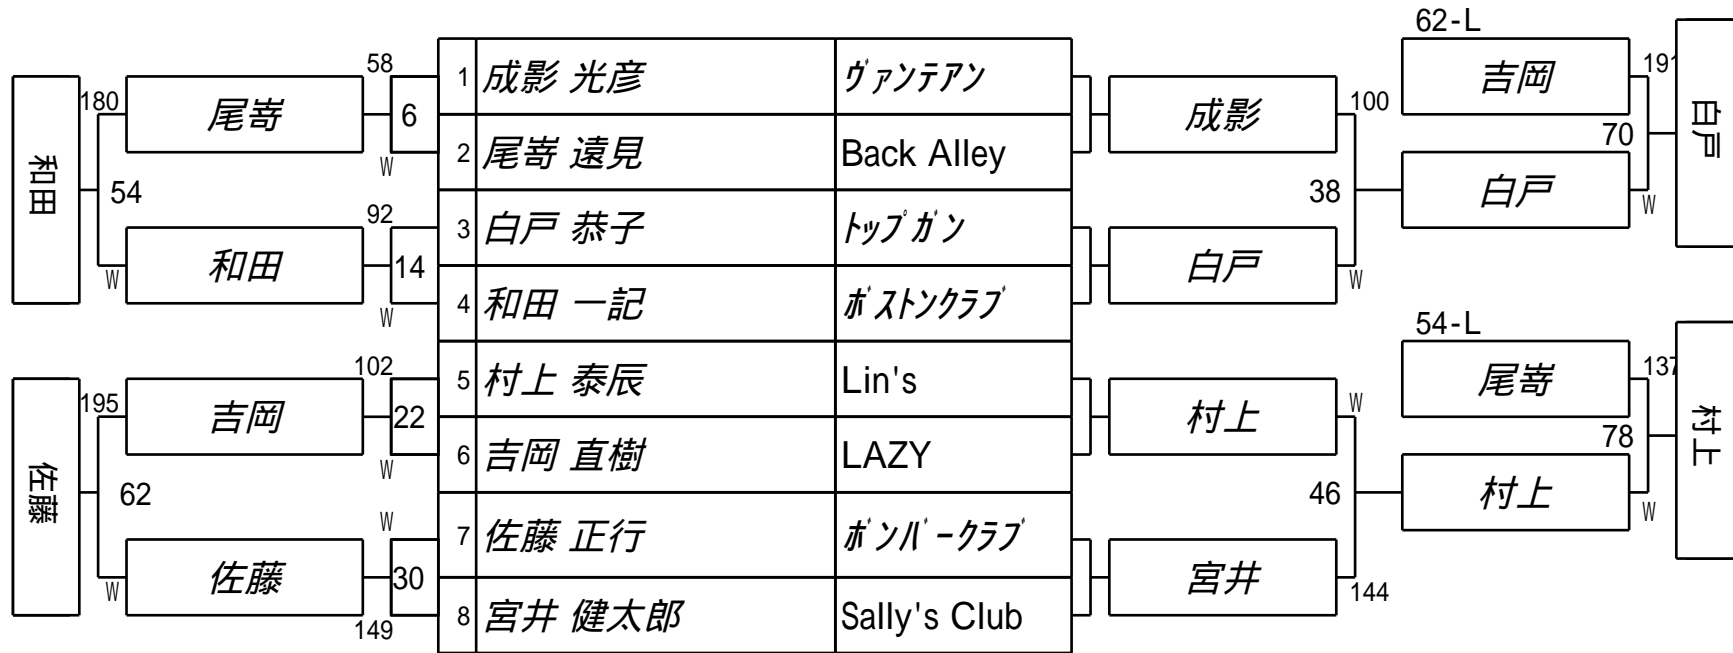 62-L
58
1 成影 光彦 ヴァンテアン
吉岡
191
180
尾嵜
6
成影
100
白戸
W
2 尾嵜 遠見 Back Alley
70
和田
54
38
白戸
W
92
3 白戸 恭子 トップガン
和田
14
白戸
W
W
W
4 和田 一記 ボストンクラブ
54-L
102
5 村上 泰辰 Lin's
尾嵜
137
195
吉岡
22
村上
W
村上
W
6 吉岡 直樹 LAZY
78
佐藤
62
46
村上
W
W
7 佐藤 正行 ボンバークラブ
佐藤
30
宮井
W
144
149
8 宮井 健太郎 Sally's Club